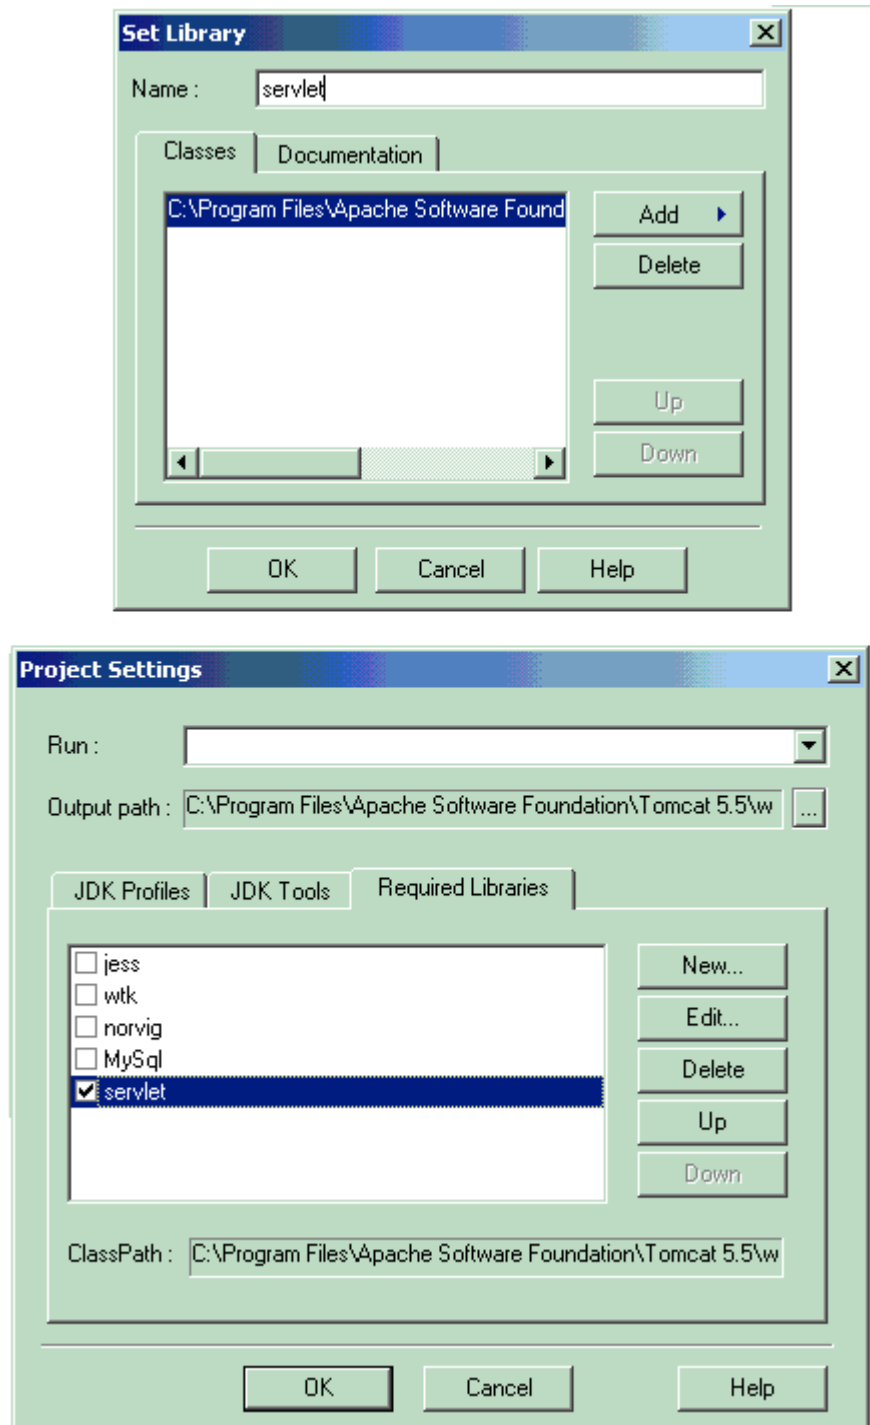 Set Library
Name : servlet
Classes Documentation
C:\Program Files\Apache Software Found
Add
Delete
Up
Down
OK Cancel Help
Project Settings
Run :
Output path : C:\Program Files\Apache Software Foundation\Tomcat 5.5\w ...
JDK Profiles JDK Tools Required Libraries
jess
wtk
norvig
MySql
servlet
New...
Edit...
Delete
Up
Down
ClassPath : C:\Program Files\Apache Software Foundation\Tomcat 5.5\w
OK Cancel Help